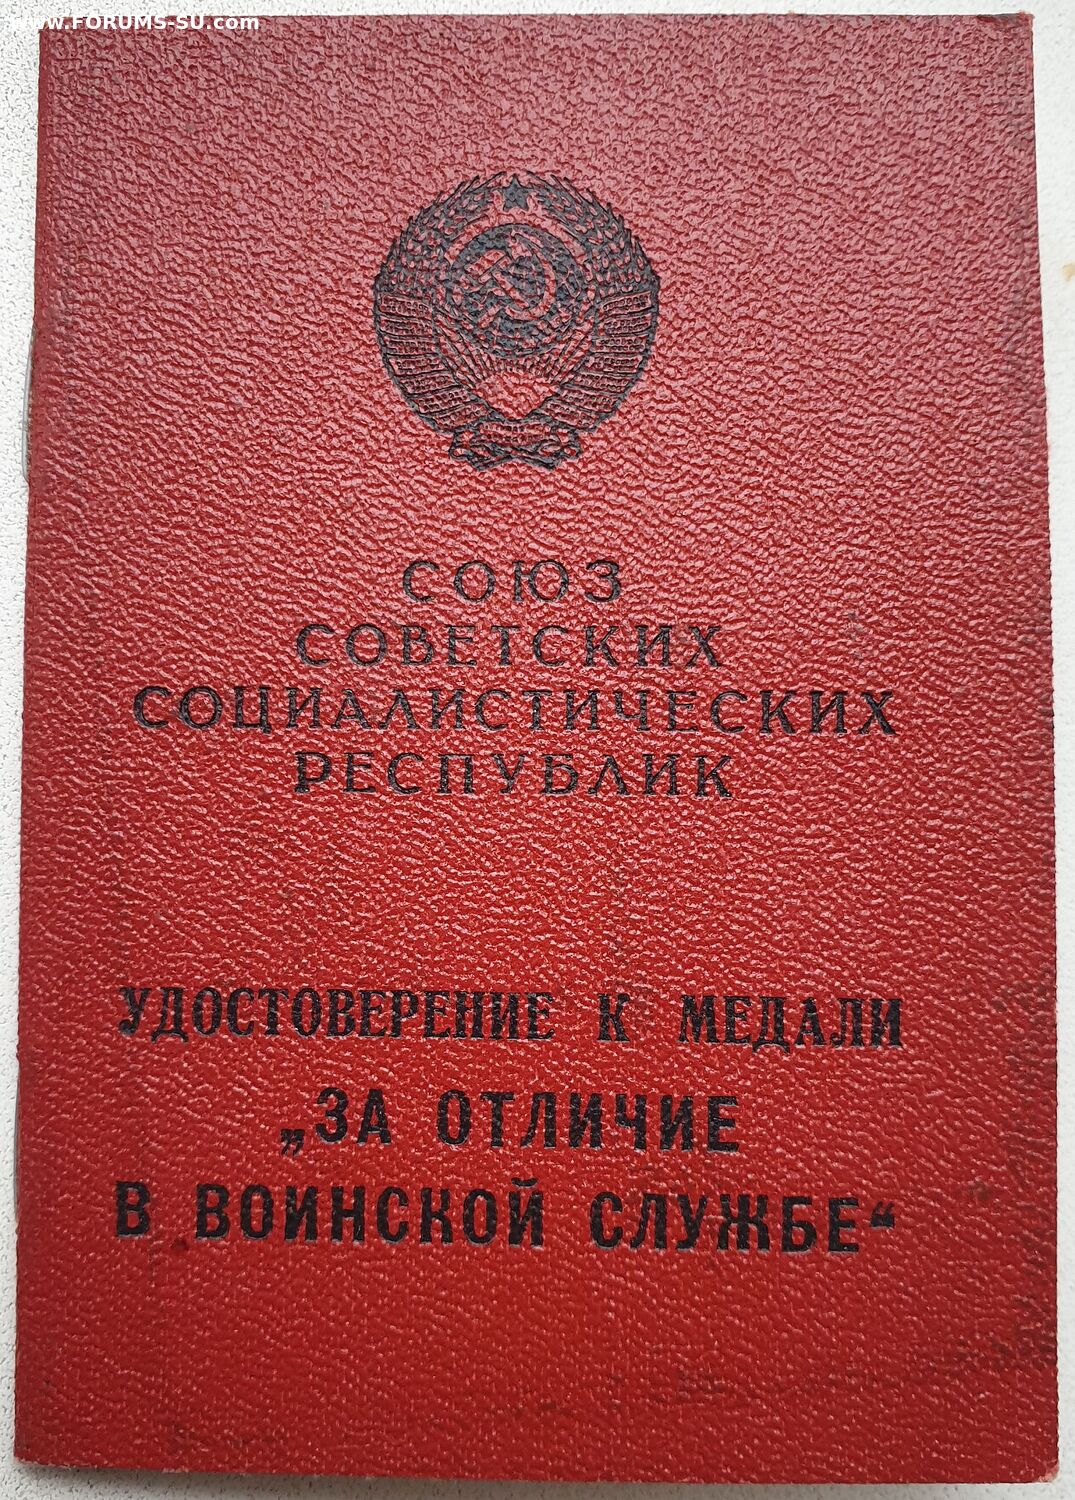 www.FORUMS-SU.com
СОЮЗ
СОВЕТСКИХ
СОЦИАЛИСТИЧЕСКИХ
РЕСПУБЛИК
УДОСТОВЕРЕНИЕ К МЕДАЛИ
„ЗА ОТЛИЧИЕ
В ВОИНСКОЙ СЛУЖБЕ“